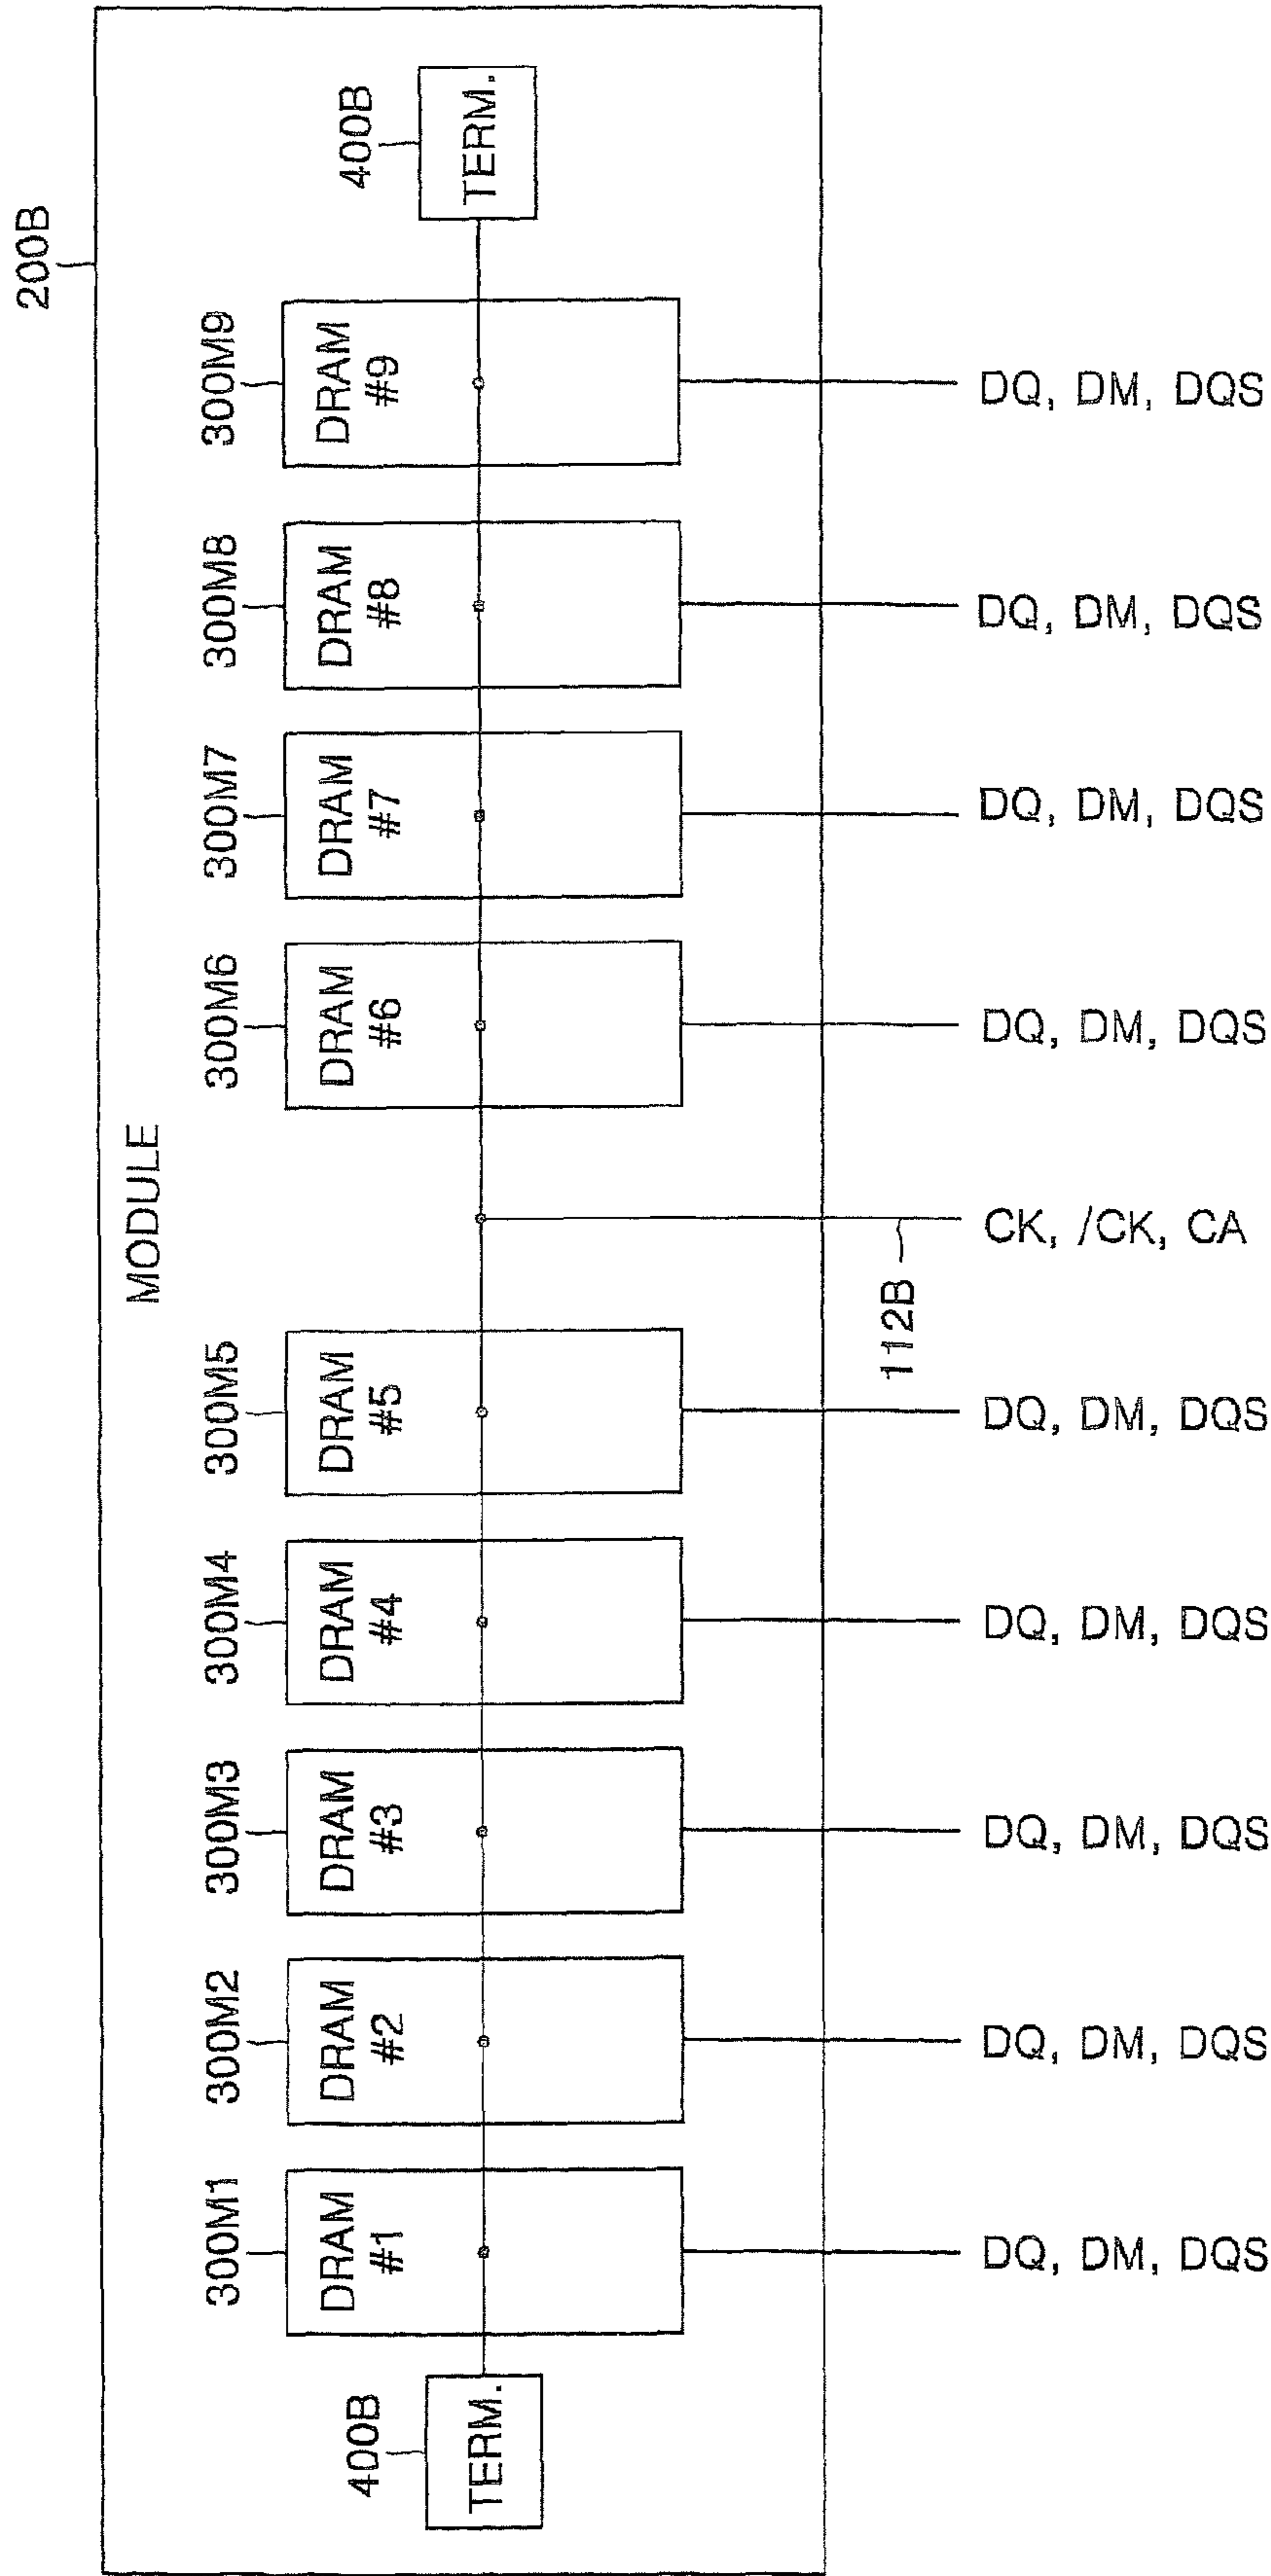 200B
MODULE
400B
TERM.
300M1
DRAM
#1
DQ, DM, DQS
300M2
DRAM
#2
DQ, DM, DQS
300M3
DRAM
#3
DQ, DM, DQS
300M4
DRAM
#4
DQ, DM, DQS
300M5
DRAM
#5
DQ, DM, DQS
112B
CK, /CK, CA
300M6
DRAM
#6
DQ, DM, DQS
300M7
DRAM
#7
DQ, DM, DQS
300M8
DRAM
#8
DQ, DM, DQS
300M9
DRAM
#9
DQ, DM, DQS
400B
TERM.